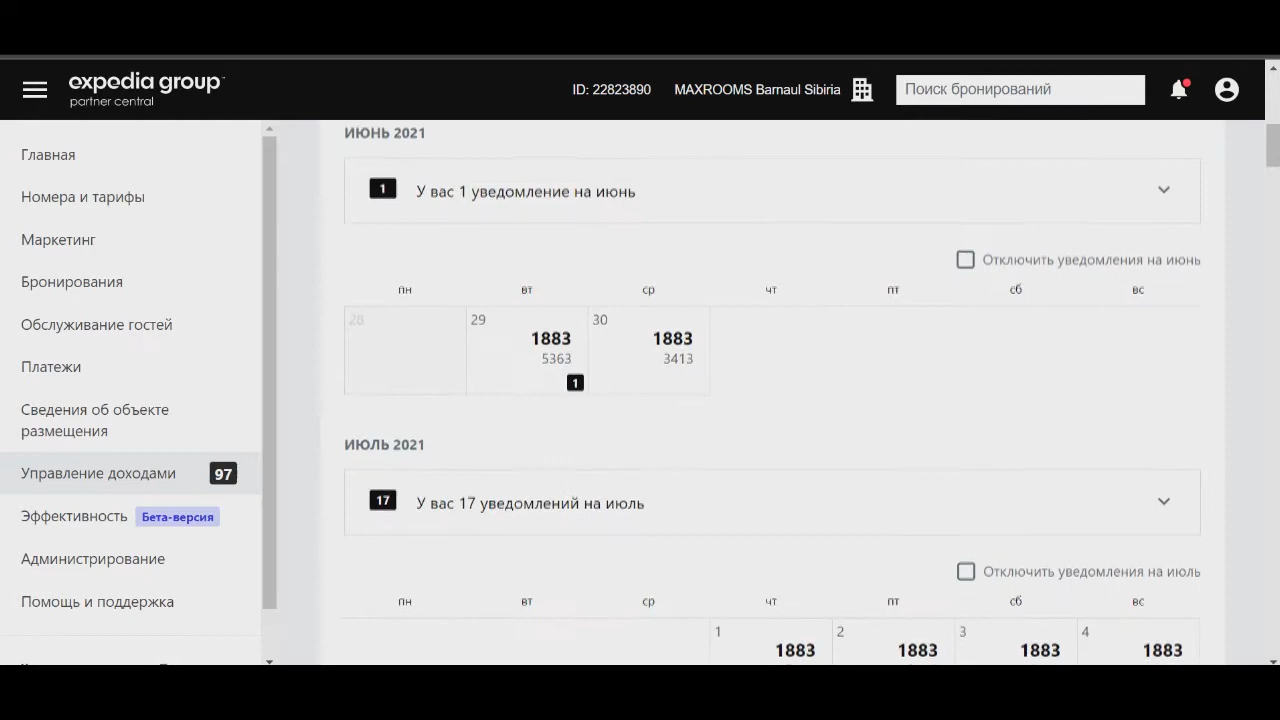 expedia group™
partner central
ID: 22823890
MAXROOMS Barnaul Sibiria
Поиск бронирований
Главная
Номера и тарифы
Маркетинг
Бронирования
Обслуживание гостей
Платежи
Сведения об объекте
размещения
Управление доходами 97
Эффективность Бета-версия
Администрирование
Помощь и поддержка
ИЮНЬ 2021
1 У вас 1 уведомление на июнь
Отключить уведомления на июнь
пн вт ср чт пт сб вс
28 29 30
1883 1883
5363 3413
1
ИЮЛЬ 2021
17 У вас 17 уведомлений на июль
Отключить уведомления на июль
пн вт ср чт пт сб вс
1 2 3 4
1883 1883 1883 1883